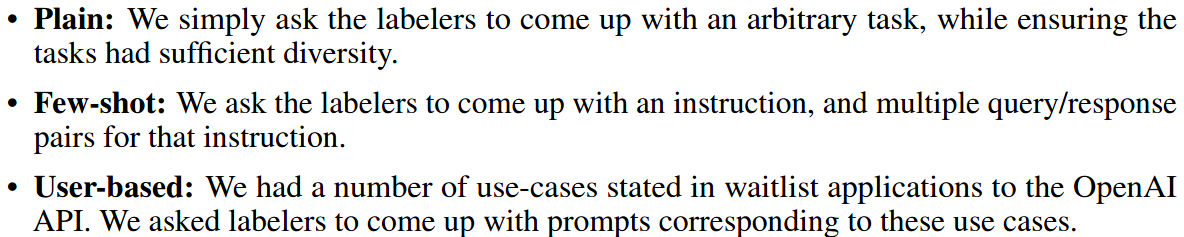 • Plain: We simply ask the labelers to come up with an arbitrary task, while ensuring the
tasks had sufficient diversity.
• Few-shot: We ask the labelers to come up with an instruction, and multiple query/response
pairs for that instruction.
• User-based: We had a number of use-cases stated in waitlist applications to the OpenAI
API. We asked labelers to come up with prompts corresponding to these use cases.